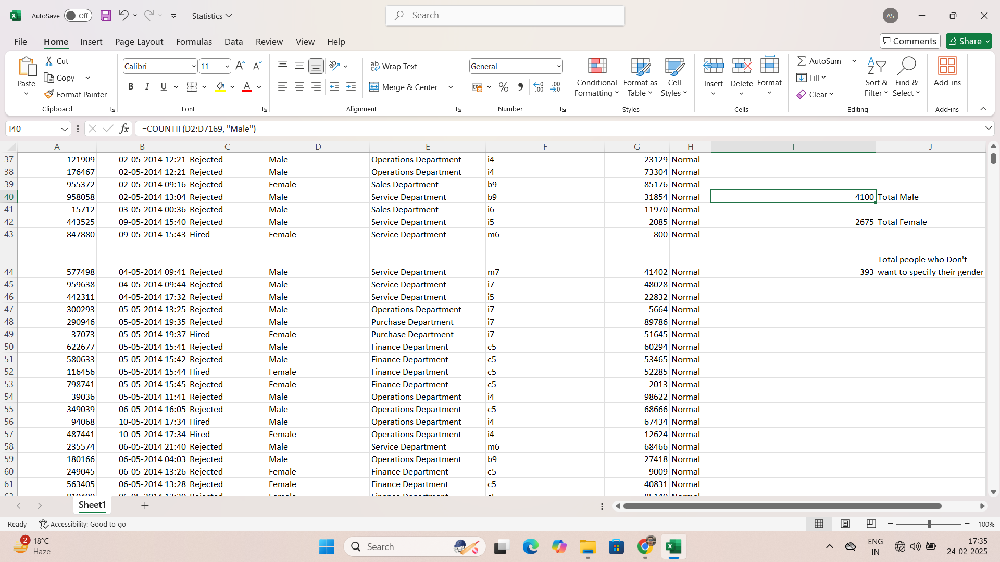 AutoSave Off Statistics Search AS
File Home Insert Page Layout Formulas Data Review View Help Comments Share
Paste Cut Copy Format Painter Clipboard
Calibri 11 B I U A Font
ab Wrap Text Merge & Center Alignment
General % Number
Conditional Formatting Format as Table Cell Styles Styles
Insert Delete Format Cells
AutoSum Fill Clear Sort & Filter Find & Select Editing
Add-ins Add-ins
I40 fx =COUNTIF(D2:D7169, "Male")
A B C D E F G H I J
37 121909 02-05-2014 12:21 Rejected Male Operations Department i4 23129 Normal
38 176467 02-05-2014 12:21 Rejected Male Operations Department i4 73304 Normal
39 955372 02-05-2014 09:16 Rejected Female Sales Department b9 85176 Normal
40 958058 02-05-2014 13:04 Rejected Male Service Department b9 31854 Normal 4100 Total Male
41 15712 03-05-2014 00:36 Rejected Male Sales Department i6 11970 Normal
42 443525 09-05-2014 15:40 Rejected Male Service Department i5 2085 Normal 2675 Total Female
43 847880 09-05-2014 15:43 Hired Female Service Department m6 800 Normal
Total people who Don't
44 577498 04-05-2014 09:41 Rejected Male Service Department m7 41402 Normal 393 want to specify their gender
45 959638 04-05-2014 09:44 Rejected Male Service Department i7 48028 Normal
46 442311 04-05-2014 17:32 Rejected Male Service Department i5 22832 Normal
47 300293 05-05-2014 13:25 Rejected Male Operations Department i7 5664 Normal
48 290946 05-05-2014 19:35 Rejected Male Purchase Department i7 89786 Normal
49 37073 05-05-2014 19:37 Hired Female Purchase Department i7 51645 Normal
50 622677 05-05-2014 15:41 Rejected Male Finance Department c5 60294 Normal
51 580633 05-05-2014 15:42 Rejected Male Finance Department c5 53465 Normal
52 116456 05-05-2014 15:44 Hired Female Finance Department c5 52285 Normal
53 798741 05-05-2014 15:45 Rejected Female Finance Department c5 2013 Normal
54 39036 05-05-2014 11:41 Rejected Male Operations Department i4 98622 Normal
55 349039 06-05-2014 16:05 Rejected Male Operations Department c5 68666 Normal
56 94068 10-05-2014 17:34 Hired Male Operations Department i4 67434 Normal
57 487441 10-05-2014 17:34 Hired Female Operations Department i4 12624 Normal
58 235574 06-05-2014 21:40 Rejected Male Service Department m6 68466 Normal
59 180166 06-05-2014 04:03 Rejected Male Operations Department b9 27418 Normal
60 249045 06-05-2014 13:26 Rejected Female Finance Department c5 9009 Normal
61 563405 06-05-2014 13:28 Rejected Female Finance Department c5 40831 Normal
Sheet1
Ready Accessibility: Good to go 100%
2 18°C Haze Search ENG IN 17:35 24-02-2025